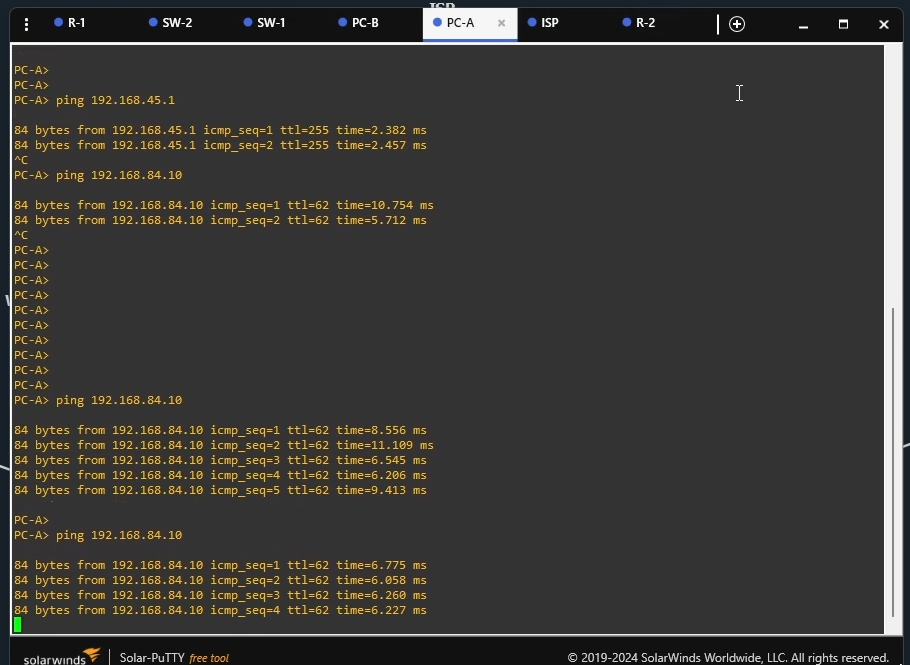 ISP
R-1 SW-2 SW-1 PC-B PC-A × ISP R-2
PC-A>
PC-A>
PC-A> ping 192.168.45.1
84 bytes from 192.168.45.1 icmp_seq=1 ttl=255 time=2.382 ms
84 bytes from 192.168.45.1 icmp_seq=2 ttl=255 time=2.457 ms
^C
PC-A> ping 192.168.84.10
84 bytes from 192.168.84.10 icmp_seq=1 ttl=62 time=10.754 ms
84 bytes from 192.168.84.10 icmp_seq=2 ttl=62 time=5.712 ms
^C
PC-A>
PC-A>
PC-A>
PC-A>
PC-A>
PC-A>
PC-A>
PC-A>
PC-A>
PC-A>
PC-A> ping 192.168.84.10
84 bytes from 192.168.84.10 icmp_seq=1 ttl=62 time=8.556 ms
84 bytes from 192.168.84.10 icmp_seq=2 ttl=62 time=11.109 ms
84 bytes from 192.168.84.10 icmp_seq=3 ttl=62 time=6.545 ms
84 bytes from 192.168.84.10 icmp_seq=4 ttl=62 time=6.206 ms
84 bytes from 192.168.84.10 icmp_seq=5 ttl=62 time=9.413 ms
PC-A>
PC-A> ping 192.168.84.10
84 bytes from 192.168.84.10 icmp_seq=1 ttl=62 time=6.775 ms
84 bytes from 192.168.84.10 icmp_seq=2 ttl=62 time=6.058 ms
84 bytes from 192.168.84.10 icmp_seq=3 ttl=62 time=6.260 ms
84 bytes from 192.168.84.10 icmp_seq=4 ttl=62 time=6.227 ms
solarwinds Solar-PuTTY free tool © 2019-2024 SolarWinds Worldwide, LLC. All rights reserved.